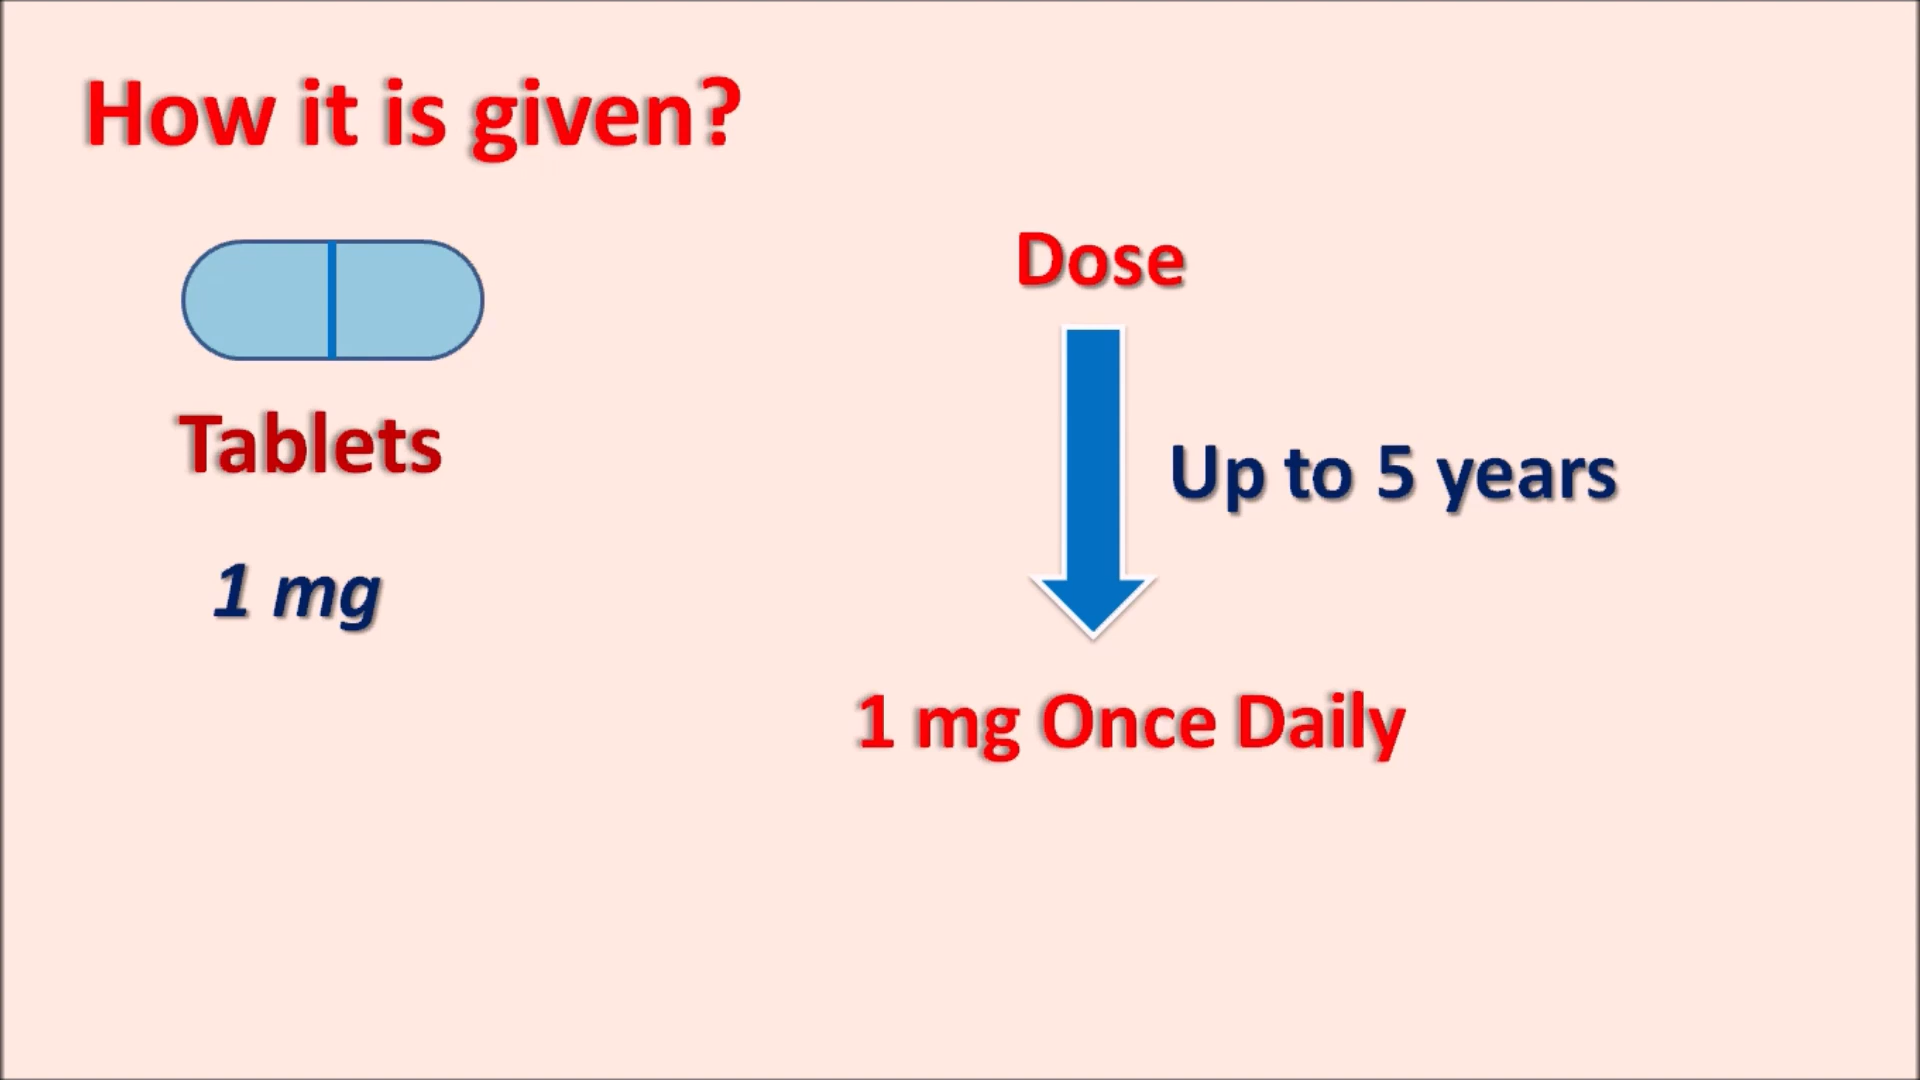 How it is given?
Tablets
1 mg
Dose
Up to 5 years
1 mg Once Daily